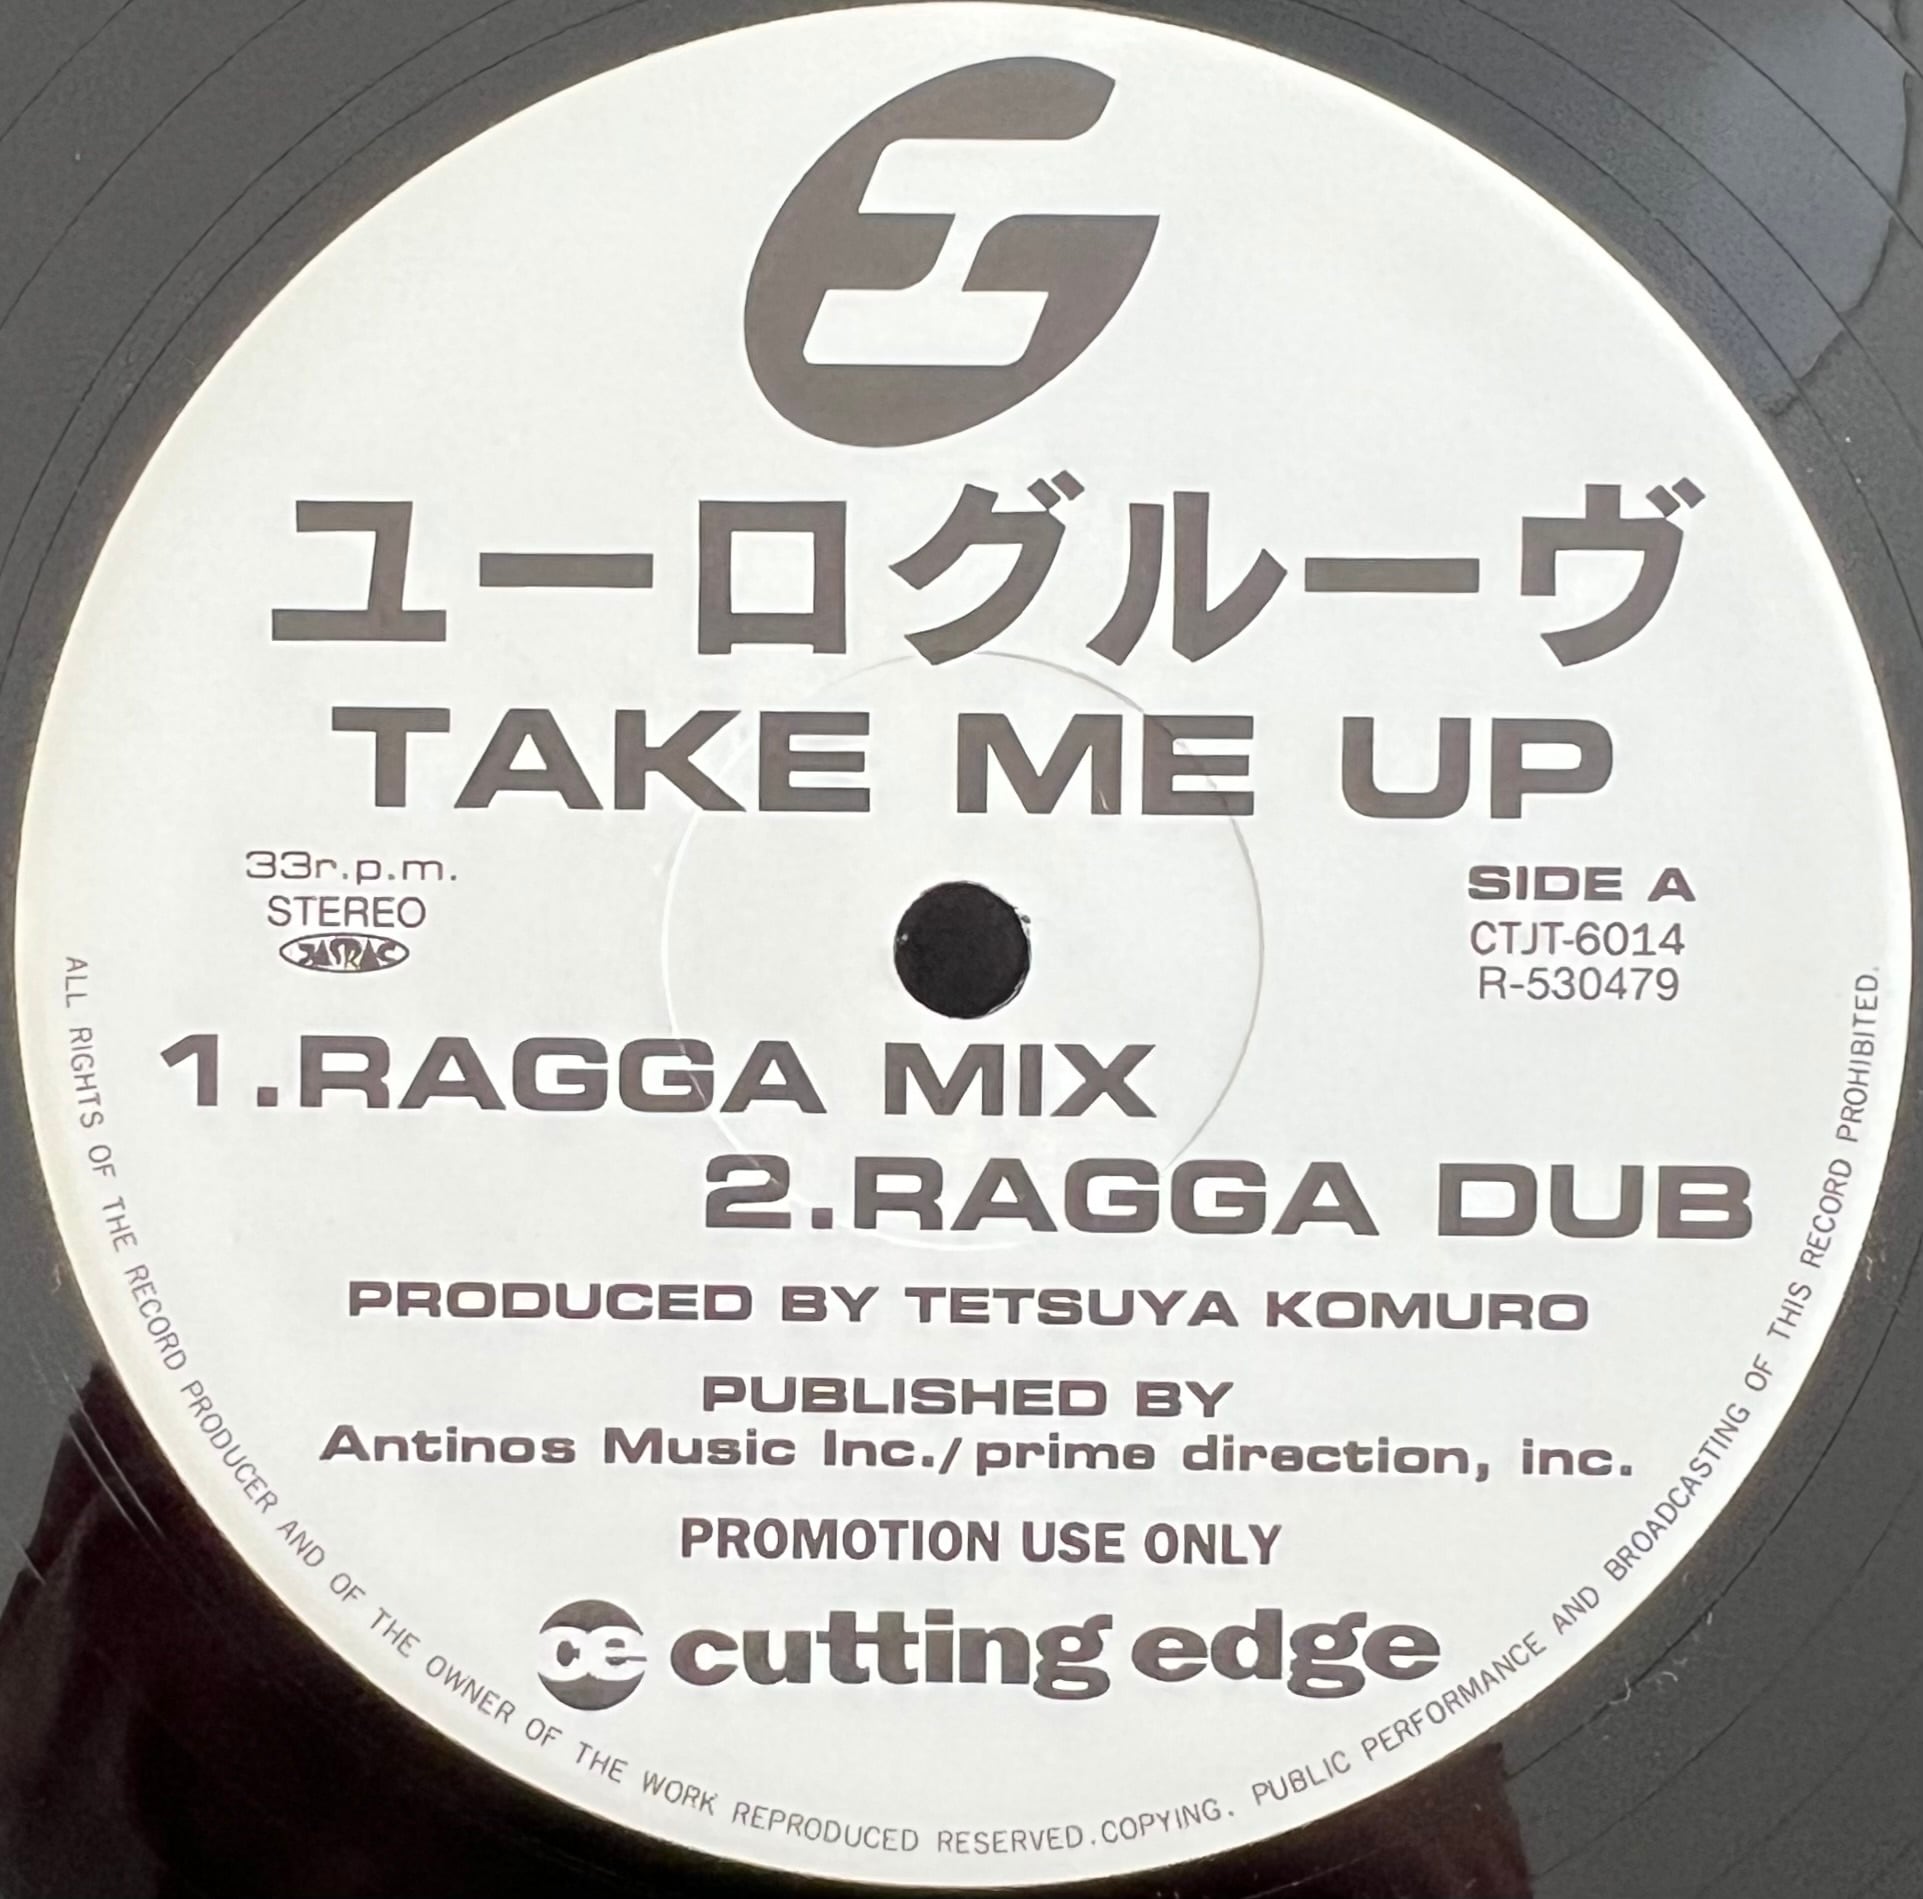 ユーログルーヴ
TAKE ME UP
33r.p.m.
STEREO
JASRAC
SIDE A
CTJT-6014
R-530479
1.RAGGA MIX
2.RAGGA DUB
PRODUCED BY TETSUYA KOMURO
PUBLISHED BY
Antinos Music Inc./prime direction, inc.
PROMOTION USE ONLY
ce cutting edge
ALL RIGHTS OF THE RECORD PRODUCER AND OF THE OWNER OF THE WORK REPRODUCED RESERVED.COPYING. PUBLIC PERFORMANCE AND BROADCASTING OF THIS RECORD PROHIBITED.